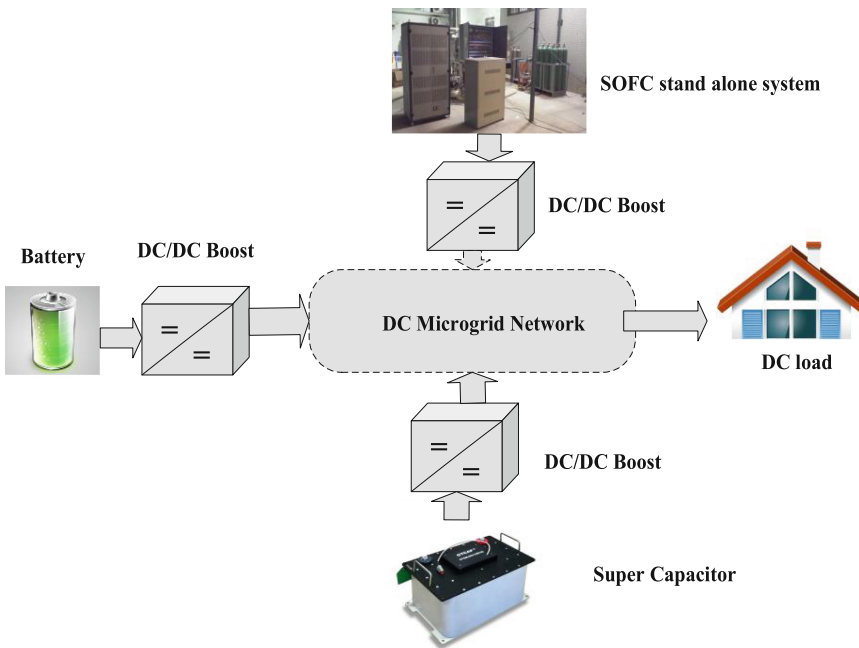 SOFC stand alone system
DC/DC Boost
Battery
DC/DC Boost
DC Microgrid Network
DC load
DC/DC Boost
Super Capacitor